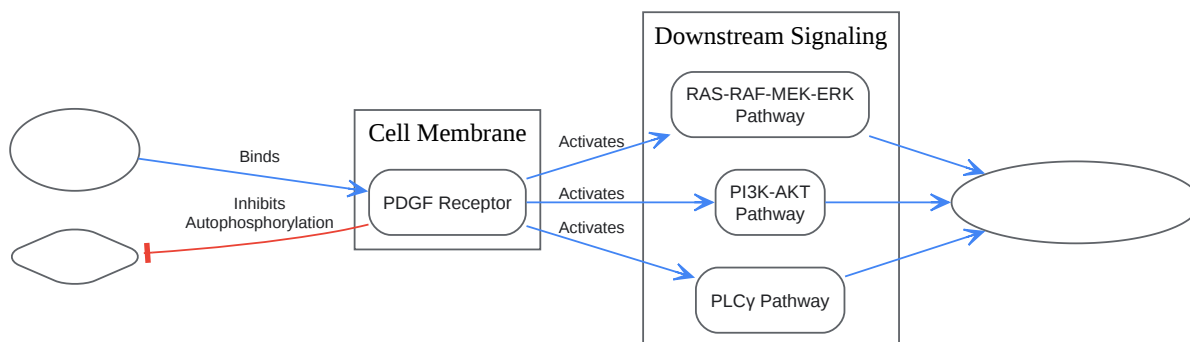 Downstream Signaling
RAS-RAF-MEK-ERK
Pathway
Cell Membrane
Activates
Binds
PDGF Receptor
Activates
PI3K-AKT
Pathway
Inhibits
Autophosphorylation
Activates
PLCγ Pathway